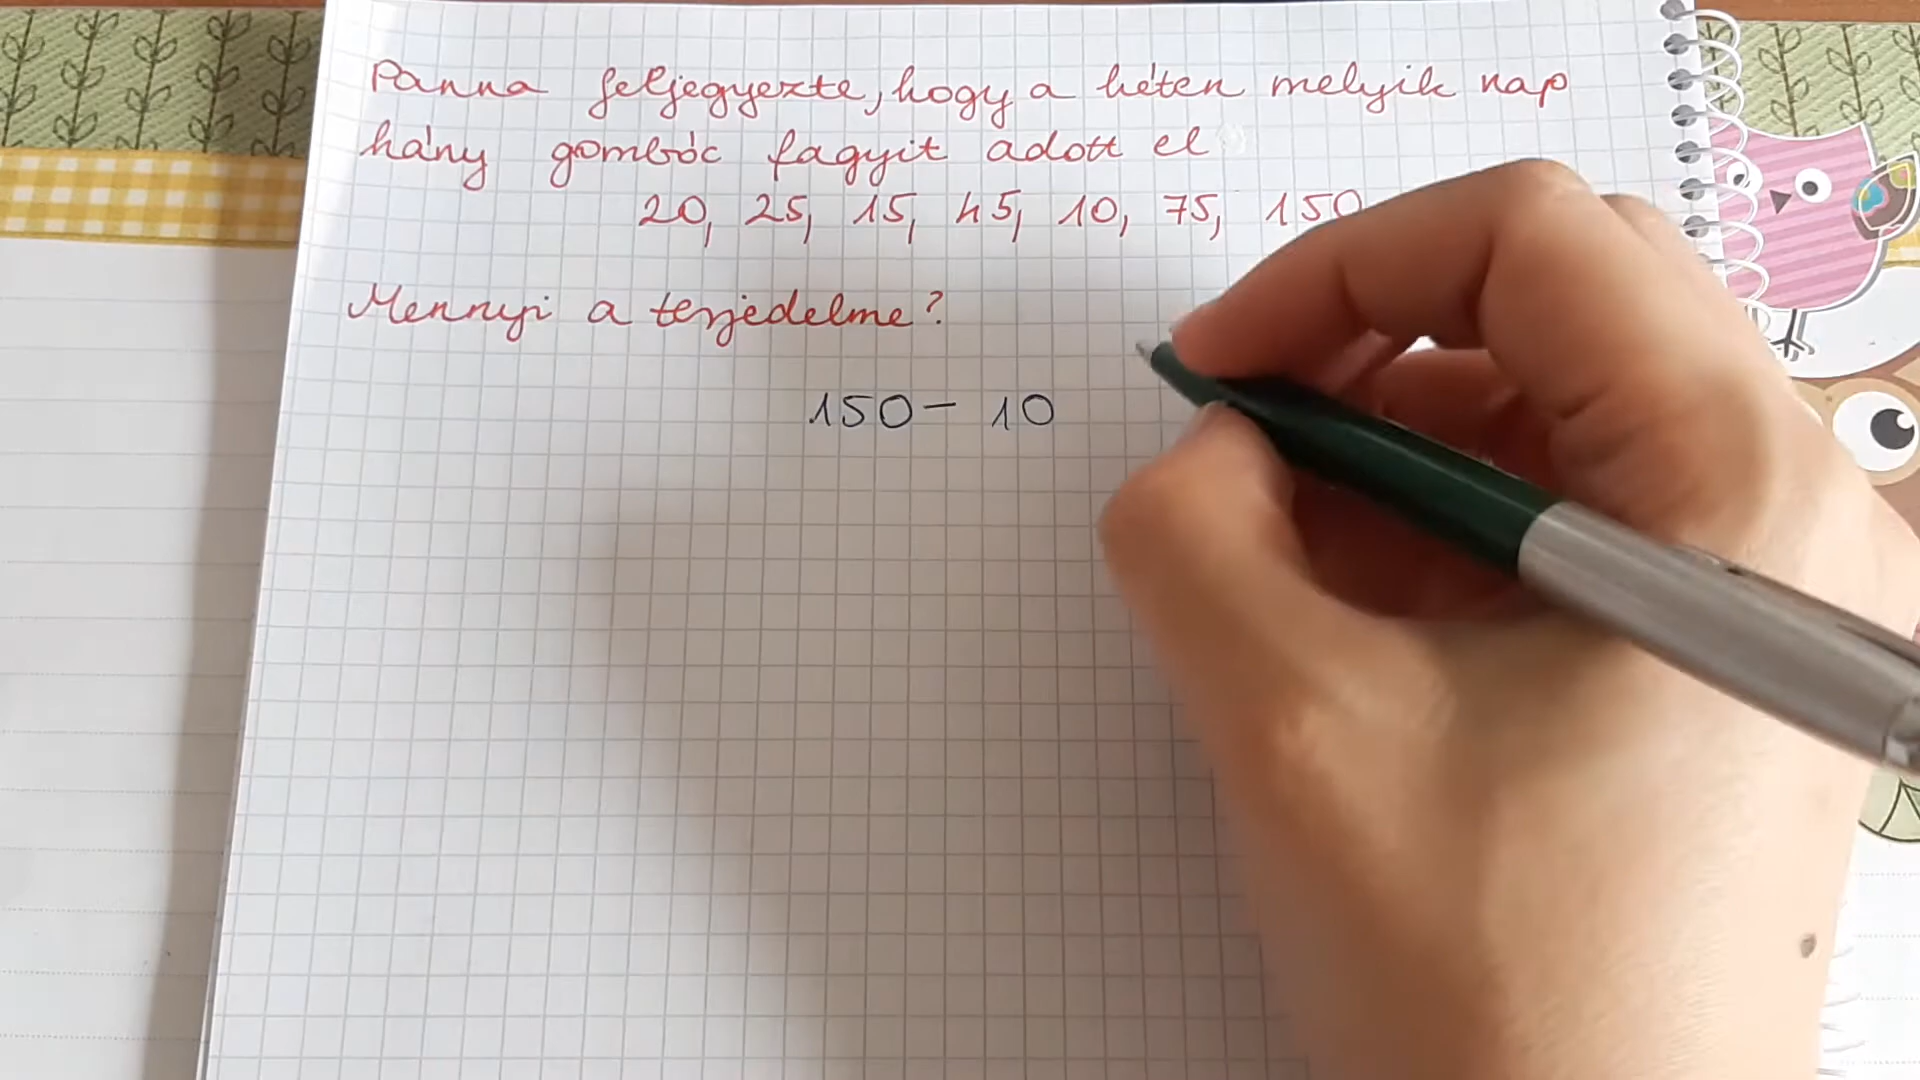 Panna feljegyezte, hogy a héten melyik nap
hány gombóc fagyit adott el
20, 25, 15, 45, 10, 75, 150
Mennyi a terjedelme?
150 - 10